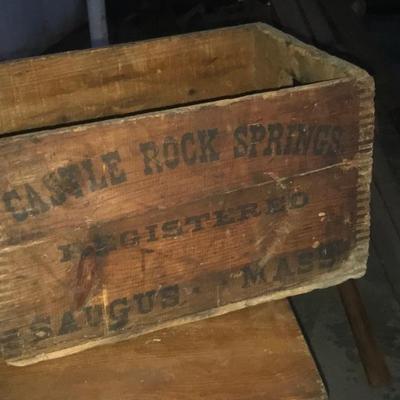 CASTLE ROCK SPRINGS.
REGISTERED
SAUGUS. MASS.